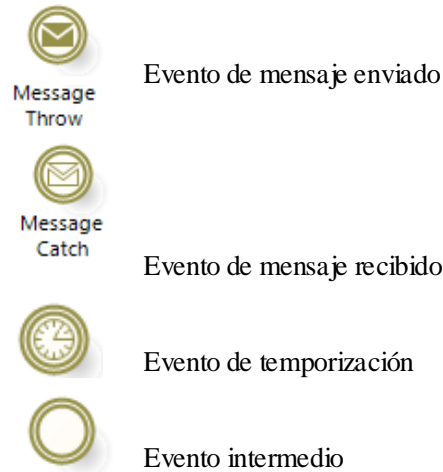 Evento de mensaje enviado
Message
Throw
Message
Catch
Evento de mensaje recibido
Evento de temporización
Evento intermedio